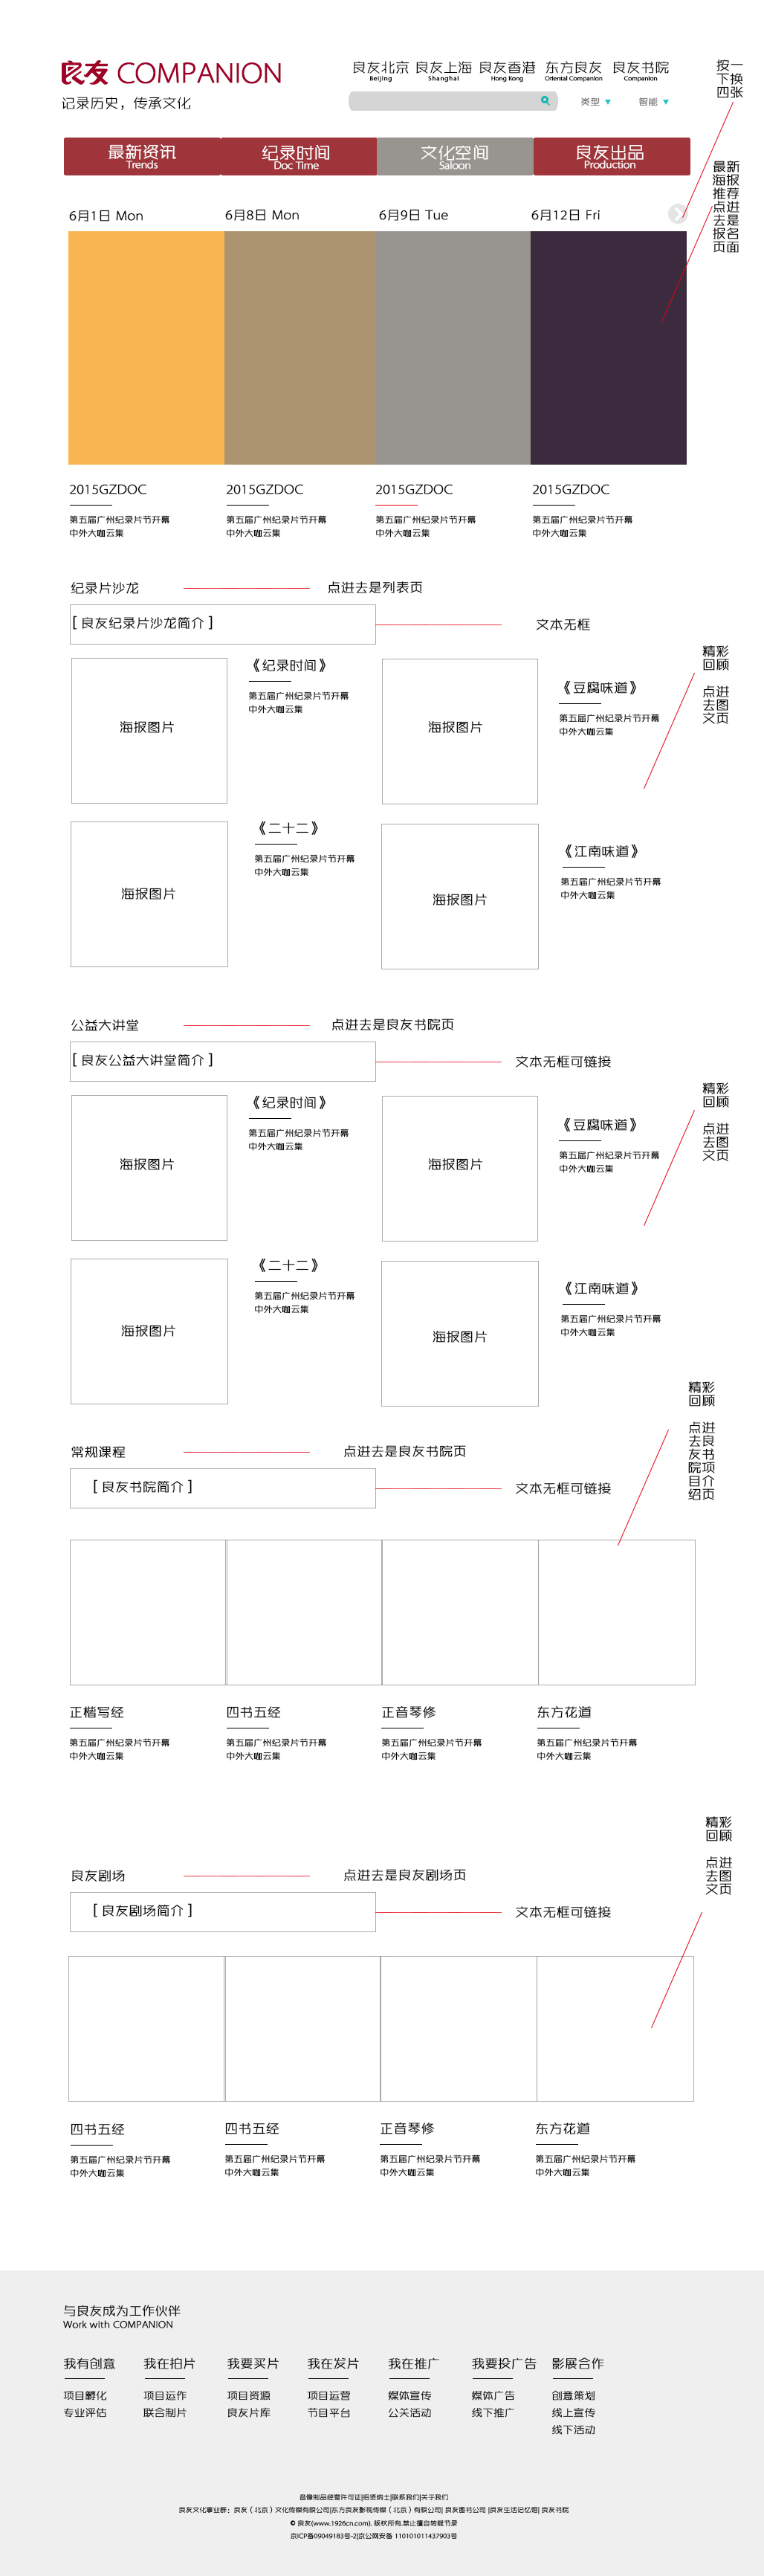 良友 COMPANION
记录历史，传承文化
良友北京 良友上海 良友香港 东方良友 良友书院
Beijing Shanghai Hong Kong Oriental Companion Companion
类型 智能
按一
下换
四张
最新资讯 纪录时间 文化空间 良友出品
Trends Doc Time Saloon Production
最新
海报
推荐
点进
去是
报名
页面
6月1日 Mon 6月8日 Mon 6月9日 Tue 6月12日 Fri
2015GZDOC 2015GZDOC 2015GZDOC 2015GZDOC
第五届广州纪录片节开幕 第五届广州纪录片节开幕 第五届广州纪录片节开幕 第五届广州纪录片节开幕
中外大咖云集 中外大咖云集 中外大咖云集 中外大咖云集
纪录片沙龙 点进去是列表页
[ 良友纪录片沙龙简介 ] 文本无框
精彩
回顾
点进
去图
文页
海报图片
《纪录时间》
第五届广州纪录片节开幕
中外大咖云集
海报图片
《豆腐味道》
第五届广州纪录片节开幕
中外大咖云集
海报图片
《二十二》
第五届广州纪录片节开幕
中外大咖云集
海报图片
《江南味道》
第五届广州纪录片节开幕
中外大咖云集
公益大讲堂 点进去是良友书院页
[ 良友公益大讲堂简介 ] 文本无框可链接
精彩
回顾
点进
去图
文页
海报图片
《纪录时间》
第五届广州纪录片节开幕
中外大咖云集
海报图片
《豆腐味道》
第五届广州纪录片节开幕
中外大咖云集
海报图片
《二十二》
第五届广州纪录片节开幕
中外大咖云集
海报图片
《江南味道》
第五届广州纪录片节开幕
中外大咖云集
精彩
回顾
点进
去良
友书
院项
目介
绍页
常规课程 点进去是良友书院页
[ 良友书院简介 ] 文本无框可链接
正楷写经 四书五经 正音琴修 东方花道
第五届广州纪录片节开幕 第五届广州纪录片节开幕 第五届广州纪录片节开幕 第五届广州纪录片节开幕
中外大咖云集 中外大咖云集 中外大咖云集 中外大咖云集
精彩
回顾
点进
去图
文页
良友剧场 点进去是良友剧场页
[ 良友剧场简介 ] 文本无框可链接
四书五经 四书五经 正音琴修 东方花道
第五届广州纪录片节开幕 第五届广州纪录片节开幕 第五届广州纪录片节开幕 第五届广州纪录片节开幕
中外大咖云集 中外大咖云集 中外大咖云集 中外大咖云集
与良友成为工作伙伴
Work with COMPANION
我有创意 我在拍片 我要买片 我在发片 我在推广 我要投广告 影展合作
项目孵化 项目运作 项目资源 项目运营 媒体宣传 媒体广告 创意策划
专业评估 联合制片 良友片库 节目平台 公关活动 线下推广 线上宣传
线下活动
音像制品经营许可证|招贤纳士|联系我们|关于我们
良友文化事业群：良友（北京）文化传媒有限公司|东方良友影视传媒（北京）有限公司| 良友图书公司 |良友生活记忆馆| 良友书院
© 良友(www.1926cn.com). 版权所有.禁止擅自转载节录
京ICP备09049183号-2|京公网安备 110101011437903号